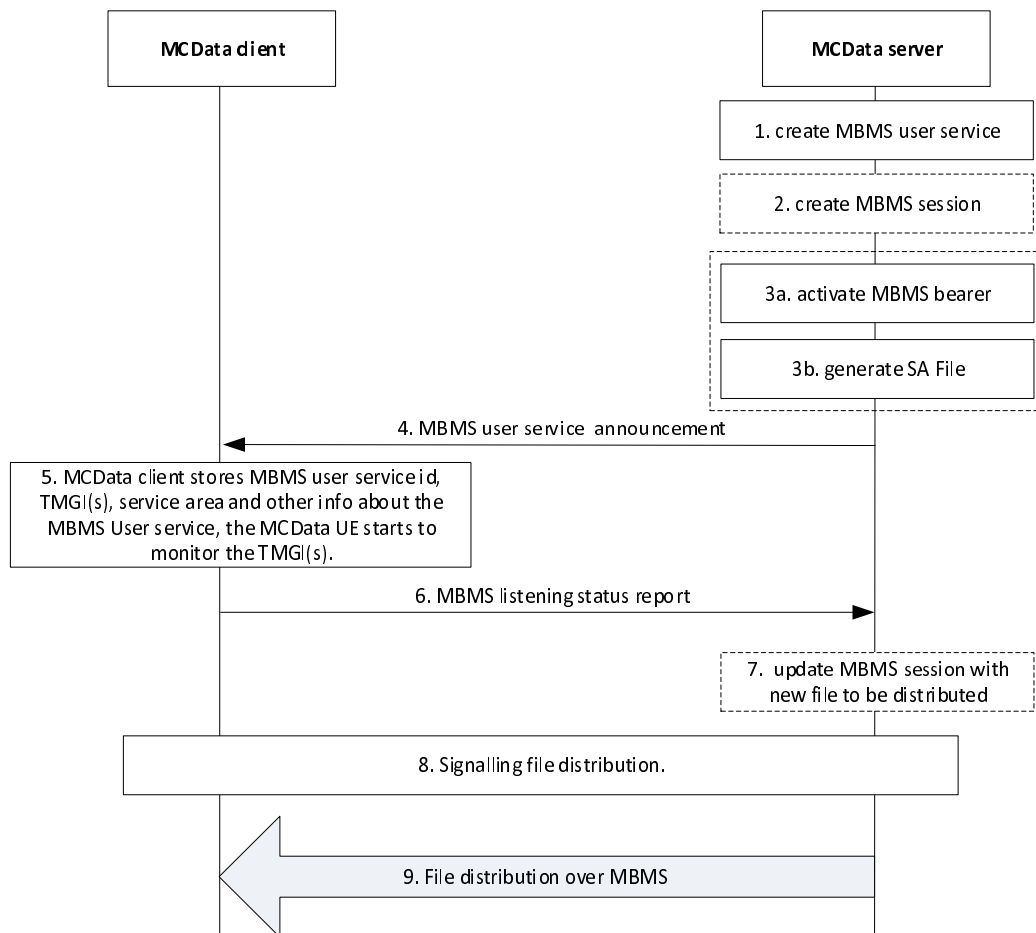 MCData client
MCData server
1. create MBMS user service
2. create MBMS session
3a. activate MBMS bearer
3b. generate SA File
4. MBMS user service announcement
5. MCData client stores MBMS user service id,
TMGI(s), service area and other info about the
MBMS User service, the MCData UE starts to
monitor the TMGI(s).
6. MBMS listening status report
7. update MBMS session with
new file to be distributed
8. Signalling file distribution.
9. File distribution over MBMS